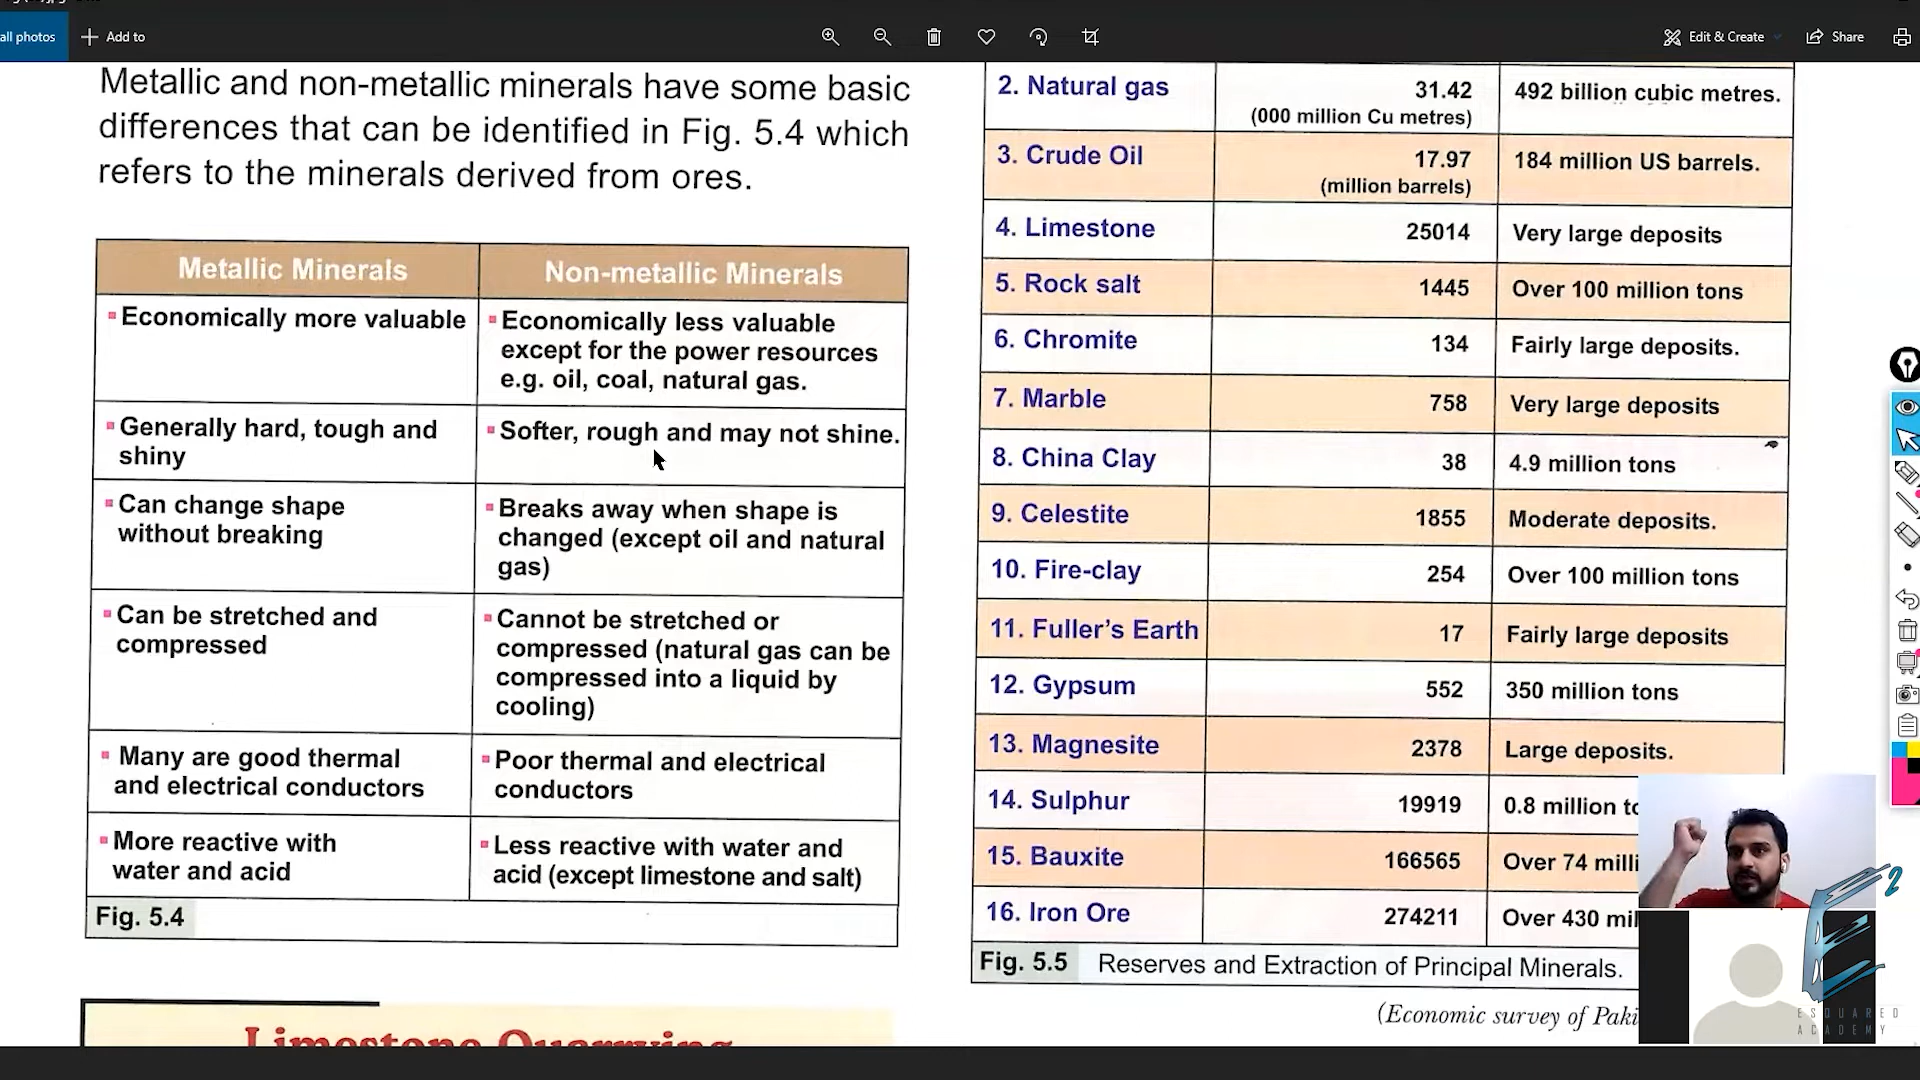 all photos
Add to
Edit & Create
Share
Metallic and non-metallic minerals have some basic
differences that can be identified in Fig. 5.4 which
refers to the minerals derived from ores.
Metallic Minerals
Non-metallic Minerals
Economically more valuable
Economically less valuable
except for the power resources
e.g. oil, coal, natural gas.
Generally hard, tough and
shiny
Softer, rough and may not shine.
Can change shape
without breaking
Breaks away when shape is
changed (except oil and natural
gas)
Can be stretched and
compressed
Cannot be stretched or
compressed (natural gas can be
compressed into a liquid by
cooling)
Many are good thermal
and electrical conductors
Poor thermal and electrical
conductors
More reactive with
water and acid
Less reactive with water and
acid (except limestone and salt)
Fig. 5.4
Limestone Quarrying
2. Natural gas 31.42 492 billion cubic metres.
(000 million Cu metres)
3. Crude Oil 17.97 184 million US barrels.
(million barrels)
4. Limestone 25014 Very large deposits
5. Rock salt 1445 Over 100 million tons
6. Chromite 134 Fairly large deposits.
7. Marble 758 Very large deposits
8. China Clay 38 4.9 million tons
9. Celestite 1855 Moderate deposits.
10. Fire-clay 254 Over 100 million tons
11. Fuller's Earth 17 Fairly large deposits
12. Gypsum 552 350 million tons
13. Magnesite 2378 Large deposits.
14. Sulphur 19919 0.8 million to
15. Bauxite 166565 Over 74 milli
16. Iron Ore 274211 Over 430 mil
Fig. 5.5 Reserves and Extraction of Principal Minerals.
(Economic survey of Paki
E2
ESQUARED
ACADEMY